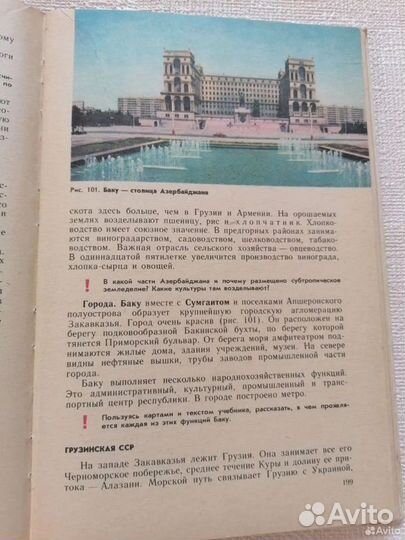 ому
оги
счи-
по
ют
Рис. 101. Баку — столица Азербайджана
скота здесь больше, чем в Грузии и Армении. На орошаемых
землях возделывают пшеницу, рис и хлопчатник. Хлопко-
водство имеет союзное значение. В предгорных районах занима-
ются виноградарством, садоводством, шелководством, табако-
водством. Важная отрасль сельского хозяйства — овцеводство.
В одиннадцатой пятилетке увеличится производство винограда,
хлопка-сырца и овощей.
! В какой части Азербайджана и почему размещено субтропическое
земледелие? Какие культуры там возделывают?
Города. Баку вместе с Сумгаитом и поселками Апшеронского
полуострова образует крупнейшую городскую агломерацию
Закавказья. Город очень красив (рис. 101). Он расположен на
берегу подковообразной Бакинской бухты, по берегу которой
тянется Приморский бульвар. От берега амфитеатром под-
нимаются жилые дома, здания учреждений, музеи. На севере
видны нефтяные вышки, трубы заводов промышленной части
города.
Баку выполняет несколько народнохозяйственных функций.
Это административный, культурный, промышленный и транс-
портный центр республики. В городе построено метро.
! Пользуясь картами и текстом учебника, рассказать, в чем проявля-
ется каждая из этих функций Баку.
ГРУЗИНСКАЯ ССР
На западе Закавказья лежит Грузия. Она занимает все его
Черноморское побережье, среднее течение Куры и долину ее при-
тока — Алазани. Морской путь связывает Грузию с Украиной,
199
Avito